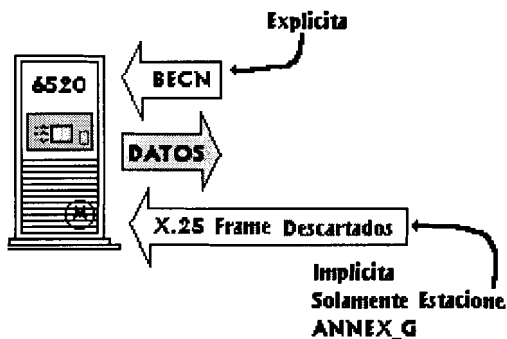 Explicita
6520
BECN
DATOS
X.25 Frame Descartados
Implicita
Solamente Estacione
ANNEX_G